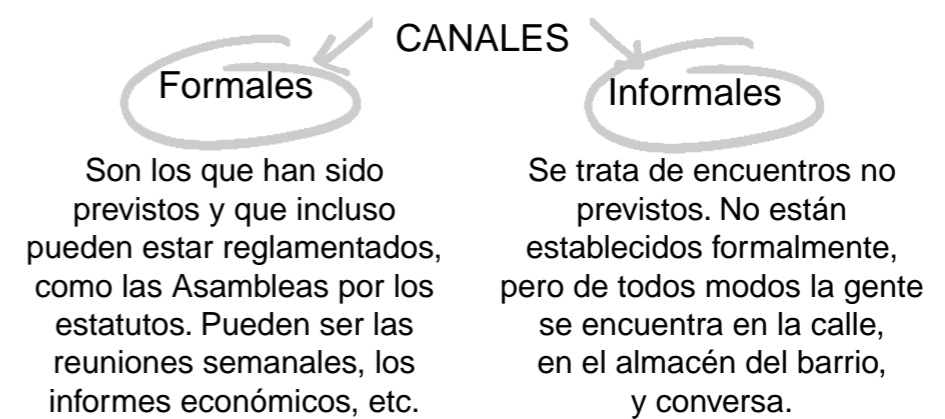 CANALES
Formales
Son los que han sido
previstos y que incluso
pueden estar reglamentados,
como las Asambleas por los
estatutos. Pueden ser las
reuniones semanales, los
informes económicos, etc.
Informales
Se trata de encuentros no
previstos. No están
establecidos formalmente,
pero de todos modos la gente
se encuentra en la calle,
en el almacén del barrio,
y conversa.